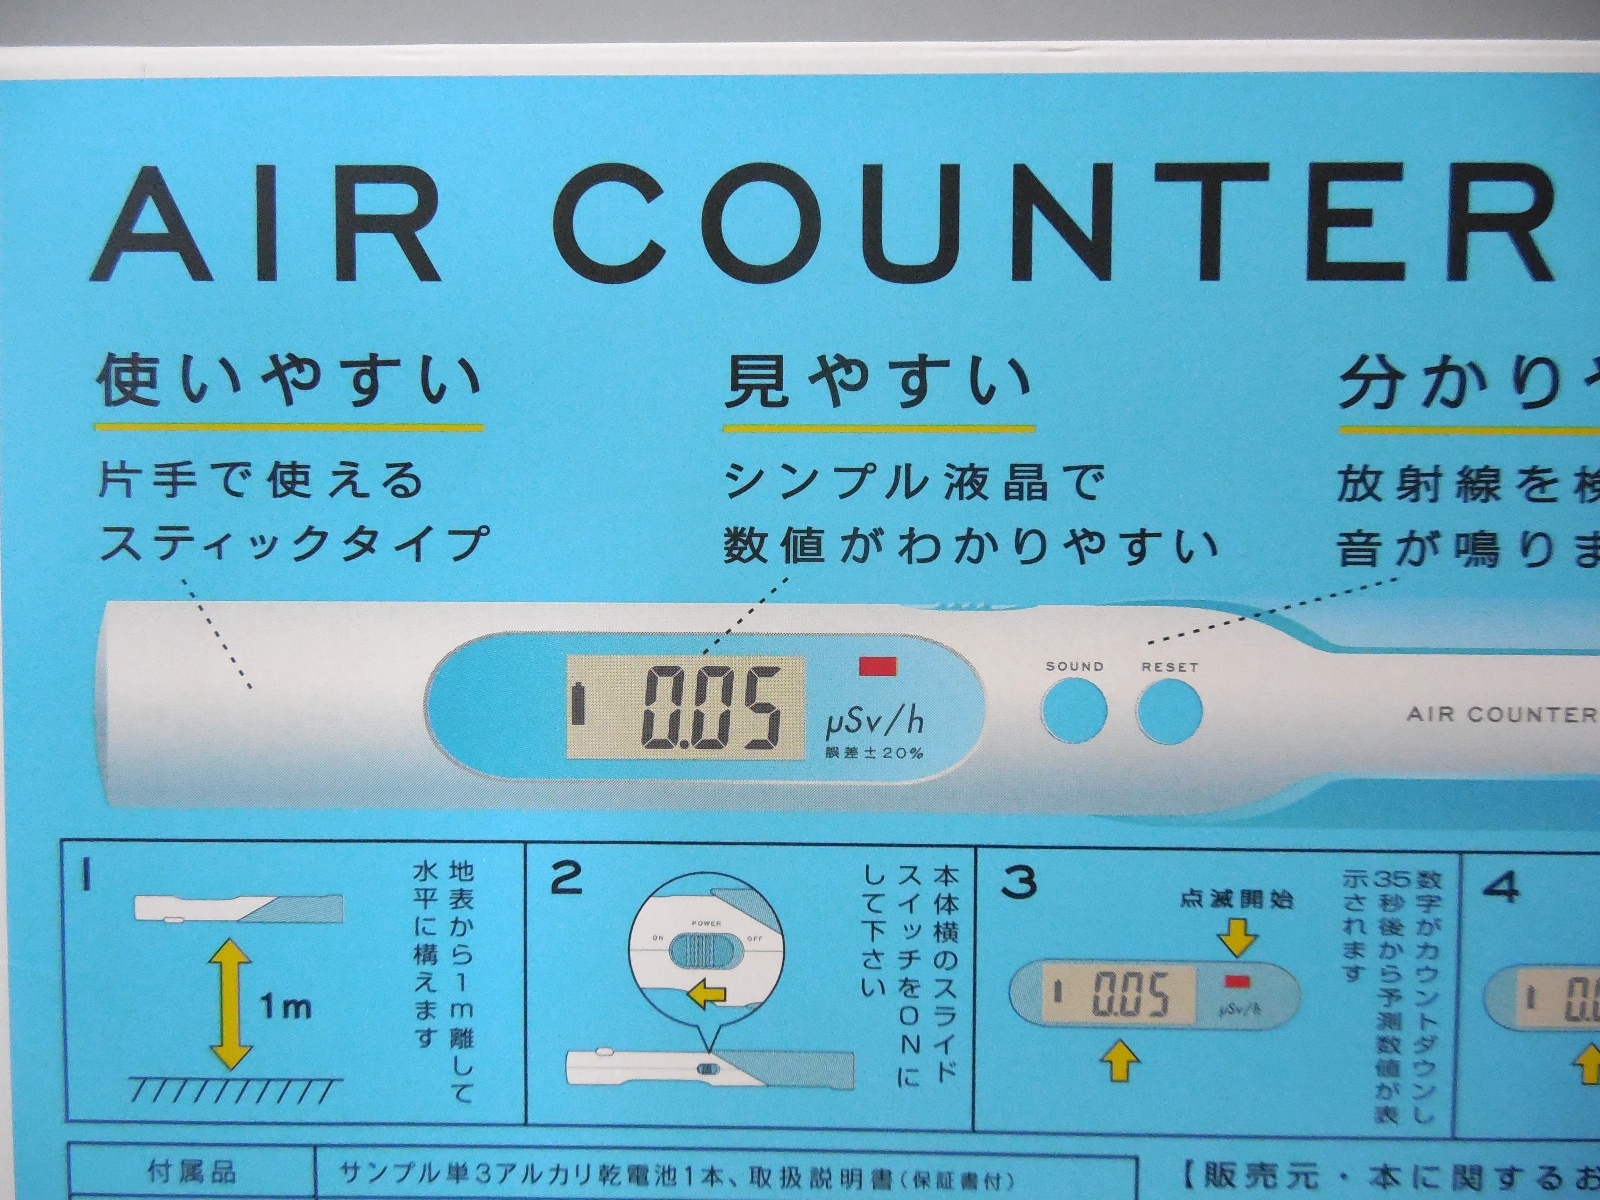 AIR COUNTER
使いやすい
片手で使える
スティックタイプ
見やすい
シンプル液晶で
数値がわかりやすい
分かりや
放射線を検
音が鳴りま
0.05
μSv/h
誤差±20%
SOUND
RESET
AIR COUNTER
1
地表から1m離して
水平に構えます
1m
2
本体横のスライド
スイッチをONに
して下さい
POWER
ON
OFF
3
点滅開始
数字がカウントダウンし
35秒後から予測数値が表
示されます
0.05
μSv/h
4
0.0
付属品
サンプル単3アルカリ乾電池1本、取扱説明書(保証書付)
【販売元・本に関するお